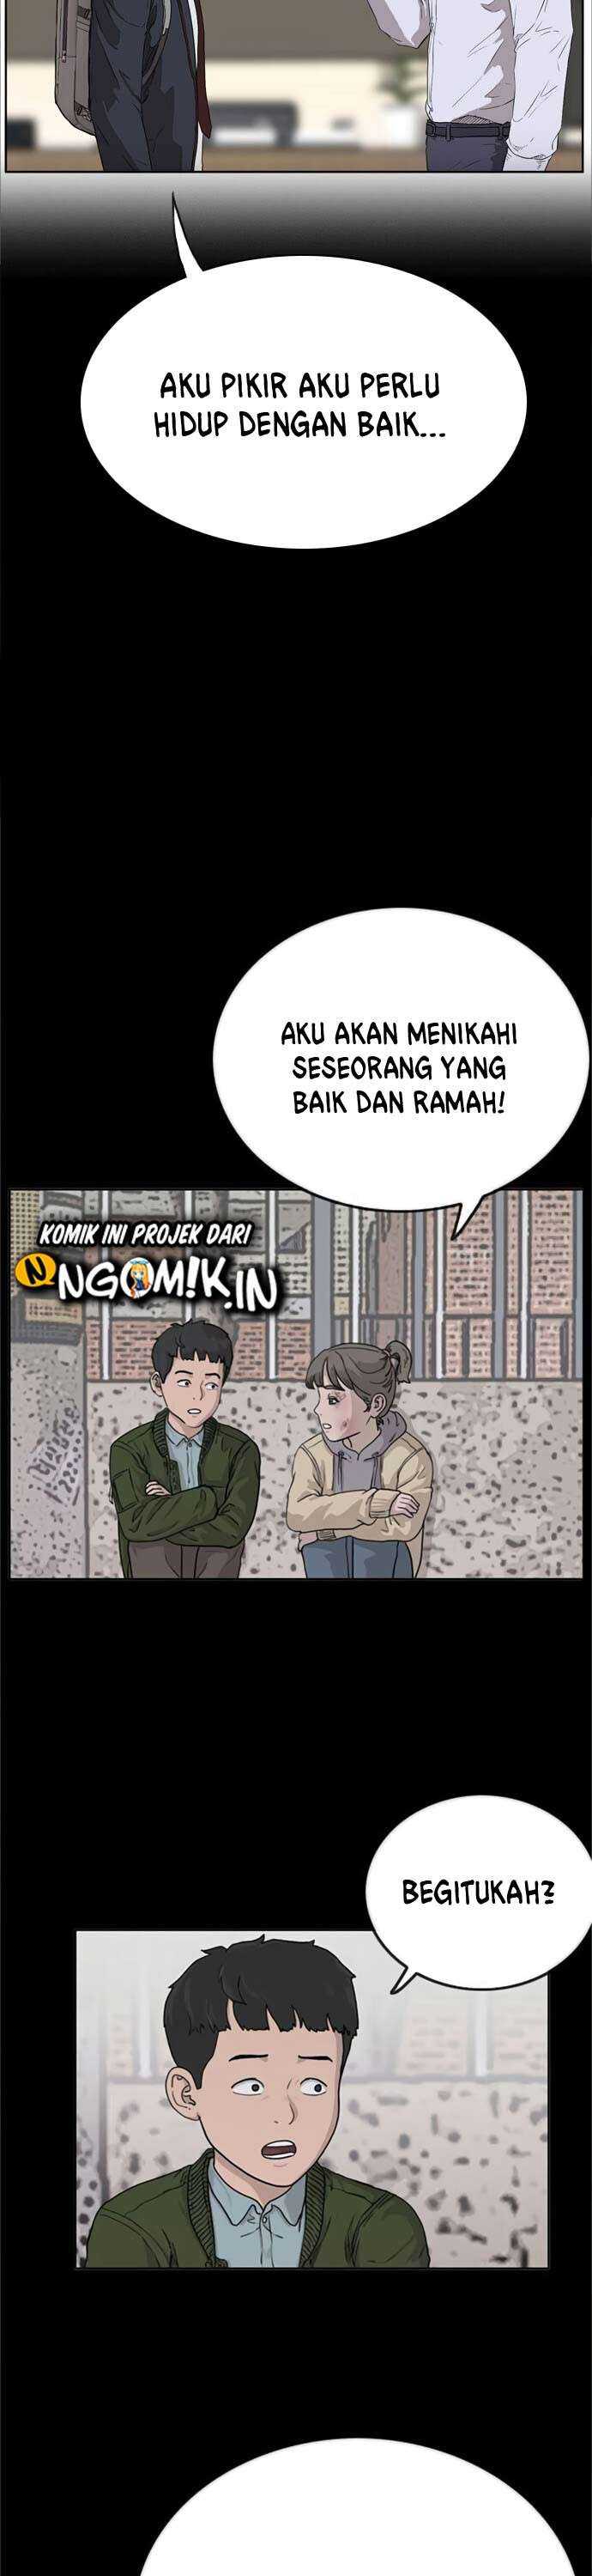 AKU PIKIR AKU PERLU
HIDUP DENGAN BAIK...
AKU AKAN MENIKAHI
SESEORANG YANG
BAIK DAN RAMAH!
KOMIK INI PROJEK DARI
N NGOMIK.IN
BEGITUKAH?